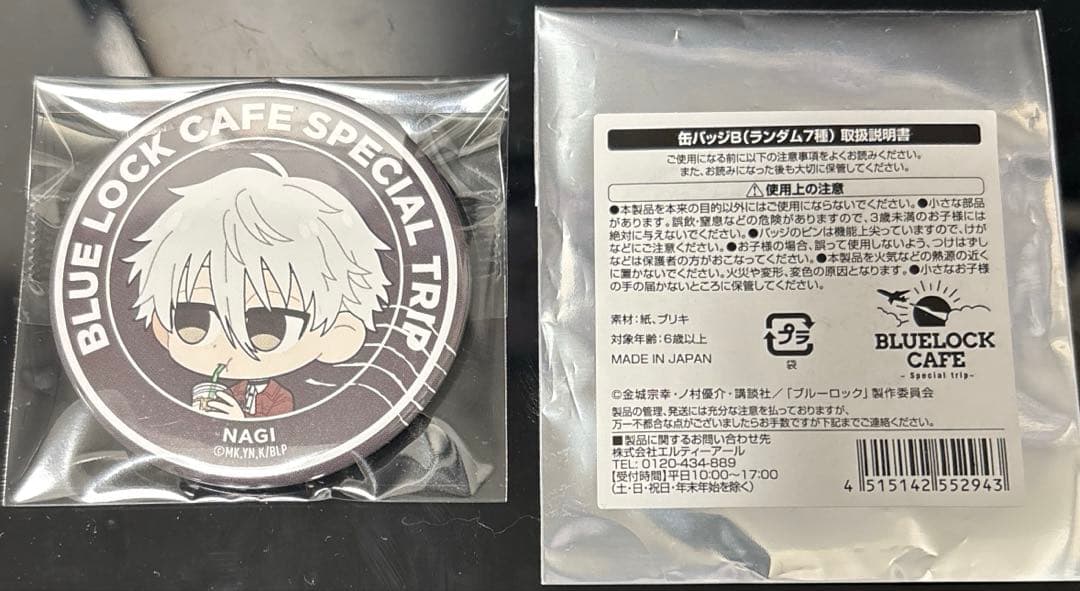 BLUE LOCK CAFE SPECIAL TRIP
NAGI
©MK,YN,K/BLP
缶バッジB(ランダム7種) 取扱説明書
ご使用になる前に以下の注意事項をよくお読みください。
また、お読みになった後も大切に保管してください。
⚠使用上の注意
●本製品を本来の目的以外にはご使用にならないでください。●小さな部品
があります。誤飲・窒息などの危険がありますので、3歳未満のお子様には
絶対に与えないでください。●バッジのピンは機能上尖っていますので、けが
などにご注意ください。●お子様の場合、誤って使用しないよう、つけはずし
などは保護者の方がおこなってください。●本製品を火気などの熱源の近く
に置かないでください。火災や変形、変色の原因となります。●小さなお子様
の手の届かないところに保管してください。
素材:紙、ブリキ
対象年齢:6歳以上
MADE IN JAPAN
プラ
袋
BLUELOCK
CAFE
- Special trip -
©金城宗幸・ノ村優介・講談社/「ブルーロック」製作委員会
製品の管理、発送には充分な注意を払っておりますが、
万一不都合な点がございましたらお手数ですが下記までご連絡ください。
■製品に関するお問い合わせ先
株式会社エルティーアール
TEL: 0120-434-889
【受付時間】平日10:00～17:00
(土・日・祝日・年末年始を除く)
4 515142 552943